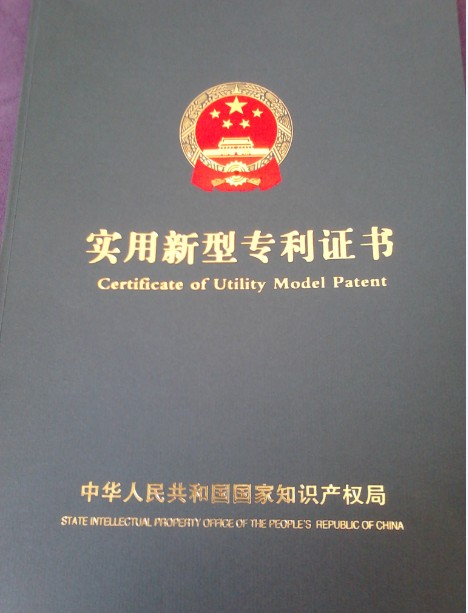 实用新型专利证书
Certificate of Utility Model Patent
中华人民共和国国家知识产权局
STATE INTELLECTUAL PROPERTY OFFICE OF THE PEOPLE'S REPUBLIC OF CHINA